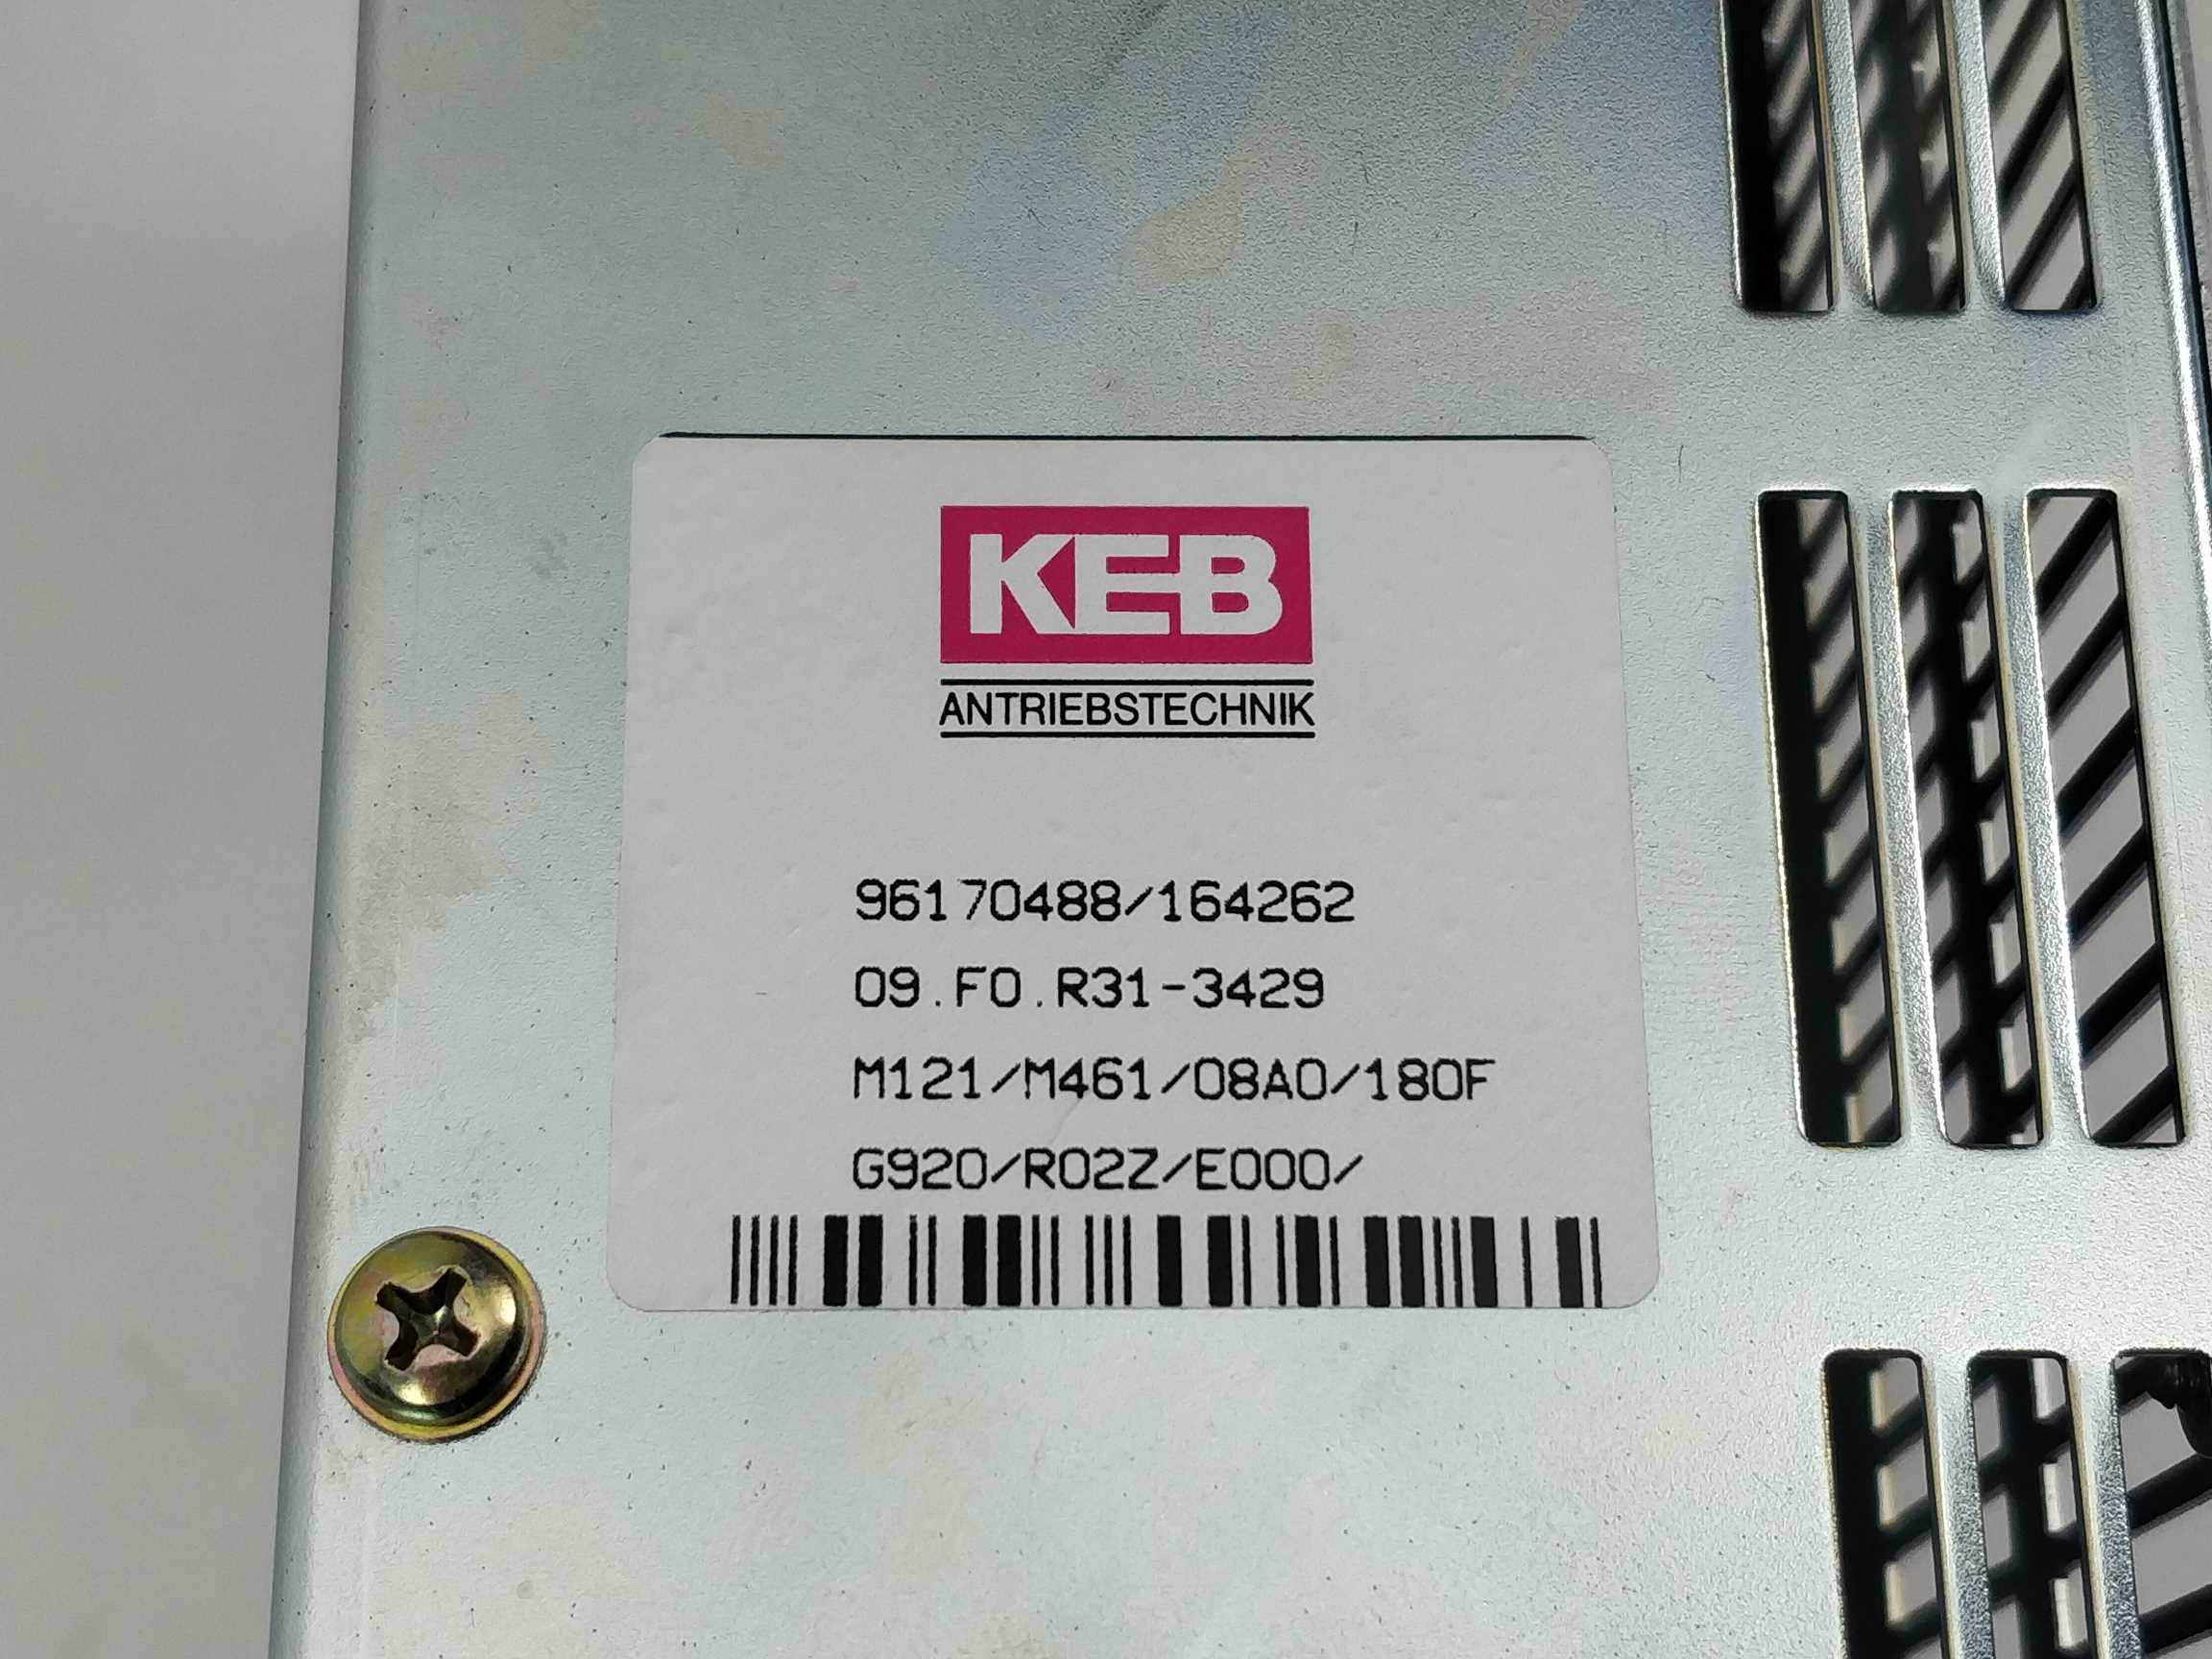 KEB
ANTRIEBSTECHNIK
96170488/164262
09.F0.R31-3429
M121/M461/08A0/180F
G920/R02Z/E000/